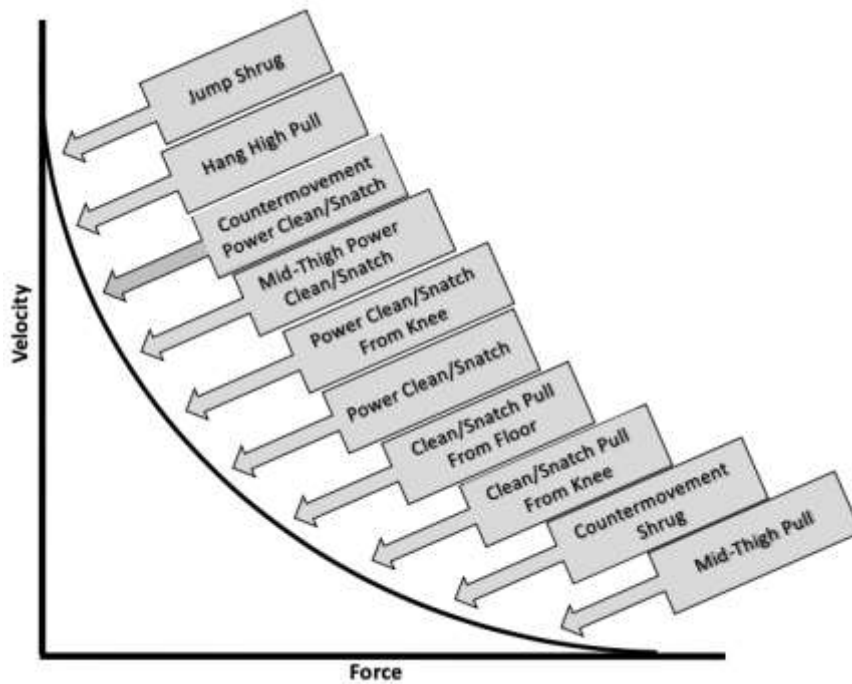 Jump Shrug
Hang High Pull
Countermovement
Power Clean/Snatch
Mid-Thigh Power
Clean/Snatch
Power Clean/Snatch
From Knee
Power Clean/Snatch
Clean/Snatch Pull
From Floor
Clean/Snatch Pull
From Knee
Countermovement
Shrug
Mid-Thigh Pull
Velocity
Force